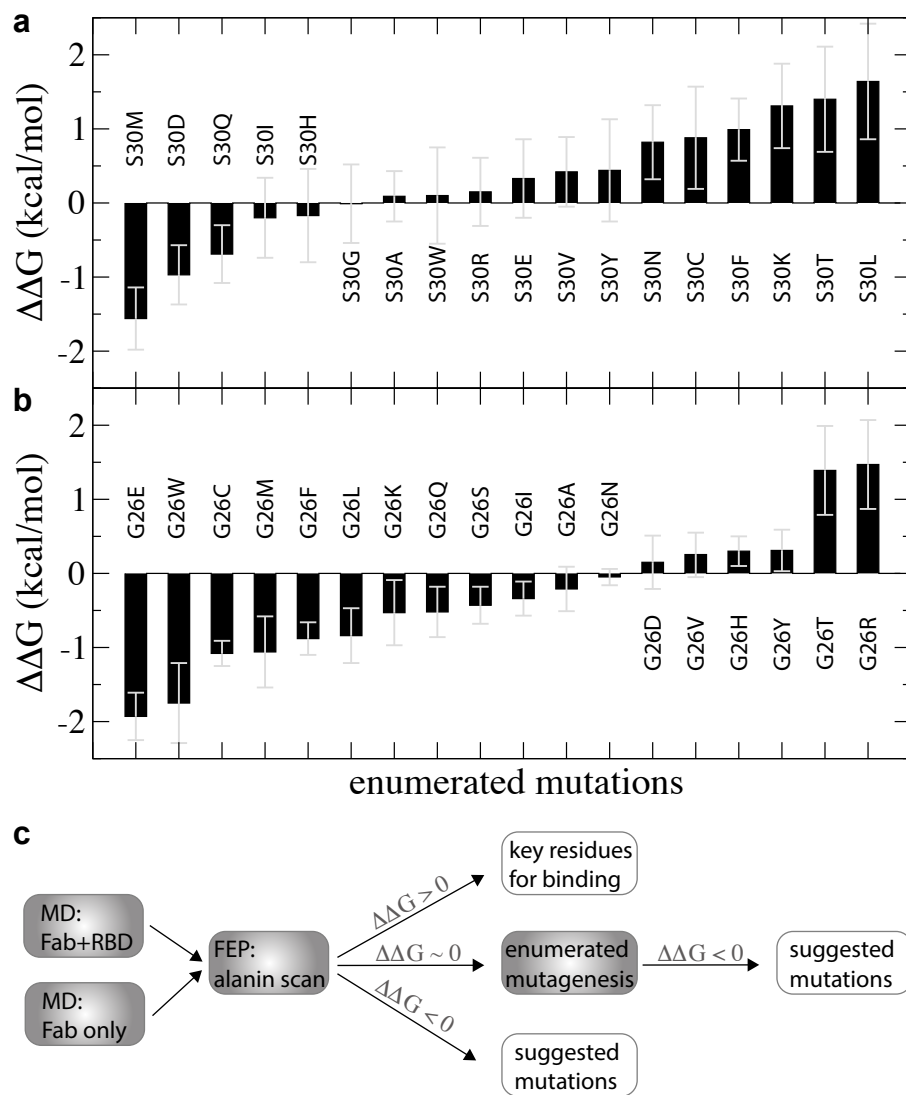 a
2
1
0
-1
-2
ΔΔG (kcal/mol)
S30M
S30D
S30Q
S30I
S30H
S30G
S30A
S30W
S30R
S30E
S30V
S30Y
S30N
S30C
S30F
S30K
S30T
S30L
b
2
1
0
-1
-2
ΔΔG (kcal/mol)
G26E
G26W
G26C
G26M
G26F
G26L
G26K
G26Q
G26S
G26I
G26A
G26N
G26D
G26V
G26H
G26Y
G26T
G26R
enumerated mutations
c
MD:
Fab+RBD
MD:
Fab only
FEP:
alanin scan
ΔΔG > 0
ΔΔG ~ 0
ΔΔG < 0
key residues
for binding
enumerated
mutagenesis
ΔΔG < 0
suggested
mutations
suggested
mutations